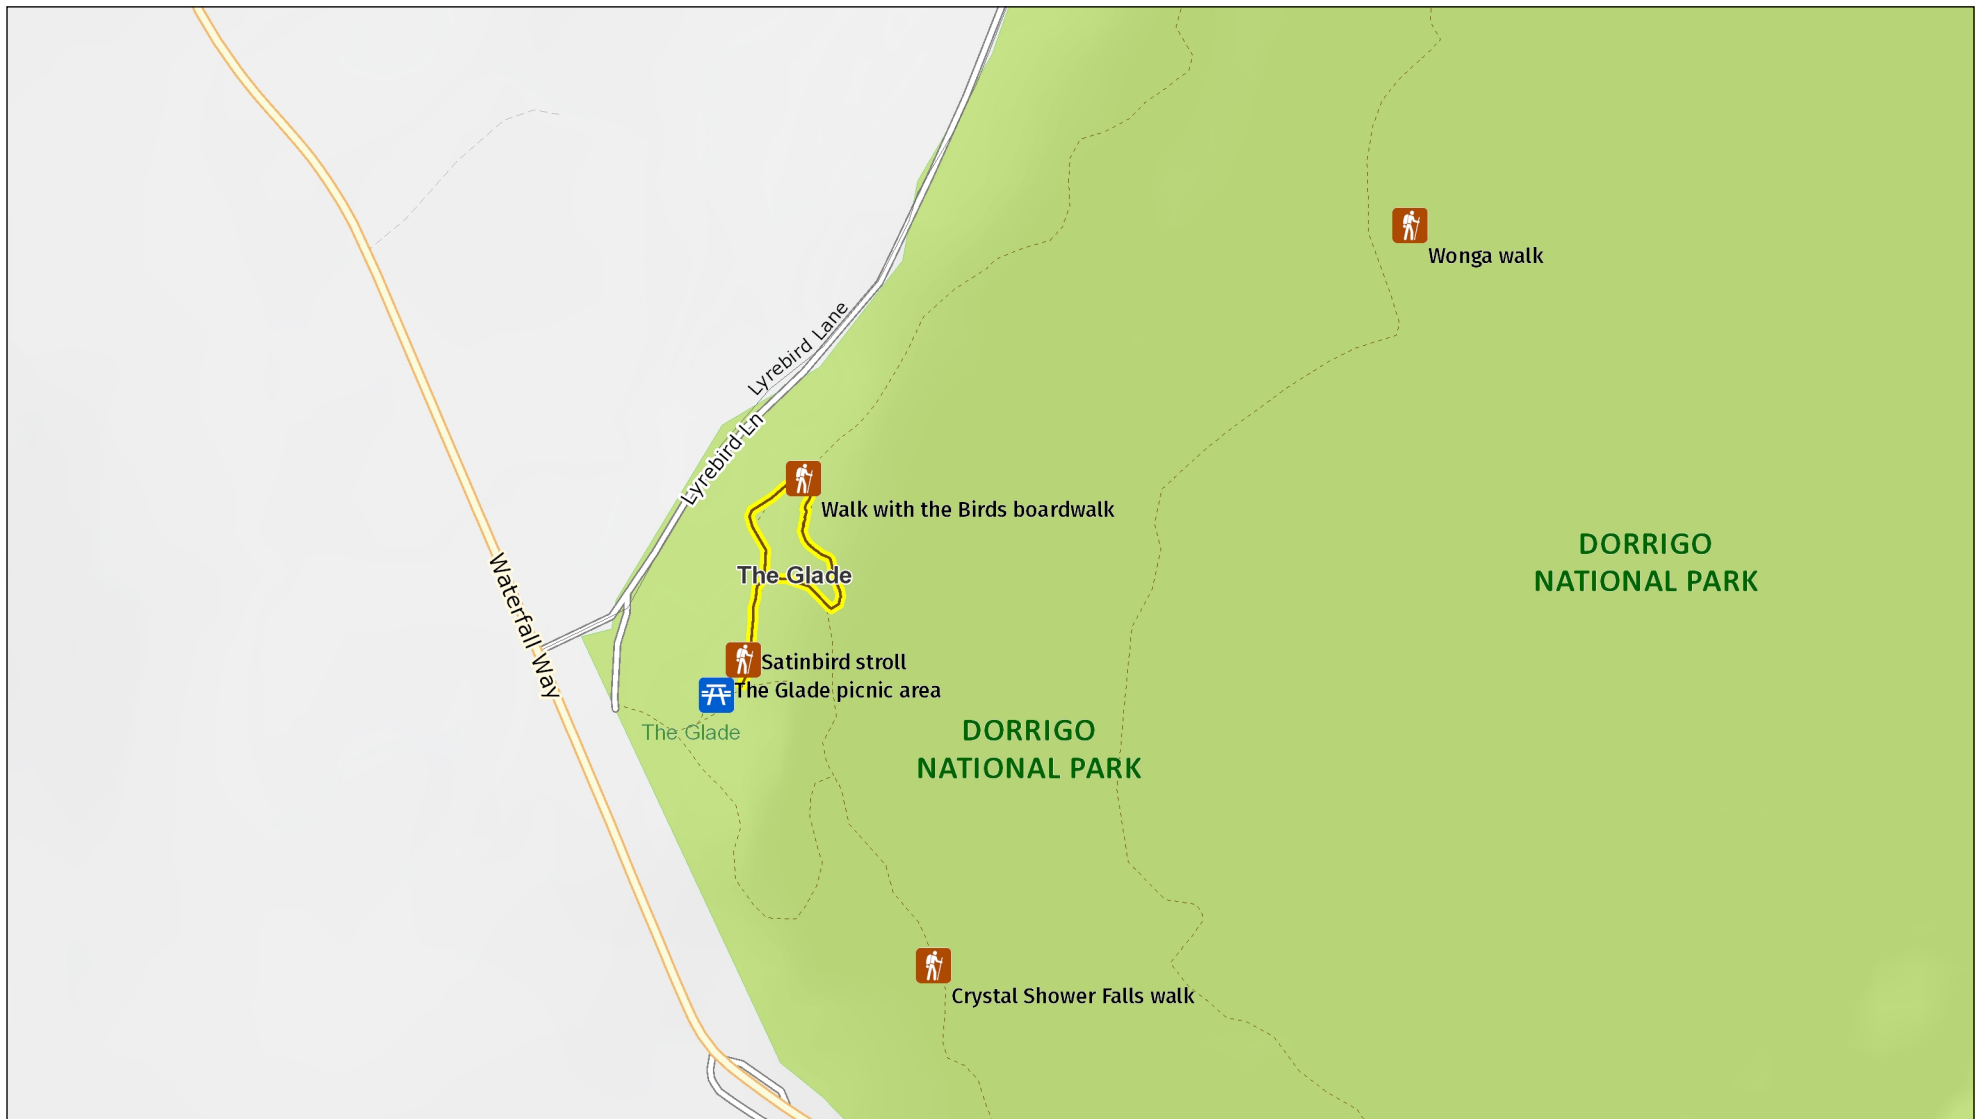 Wonga walk
Lyrebird Lane
Lyrebird Ln
Walk with the Birds boardwalk
DORRIGO
NATIONAL PARK
The Glade
Waterfall Way
Satinbird stroll
The Glade picnic area
The Glade
DORRIGO
NATIONAL PARK
Crystal Shower Falls walk